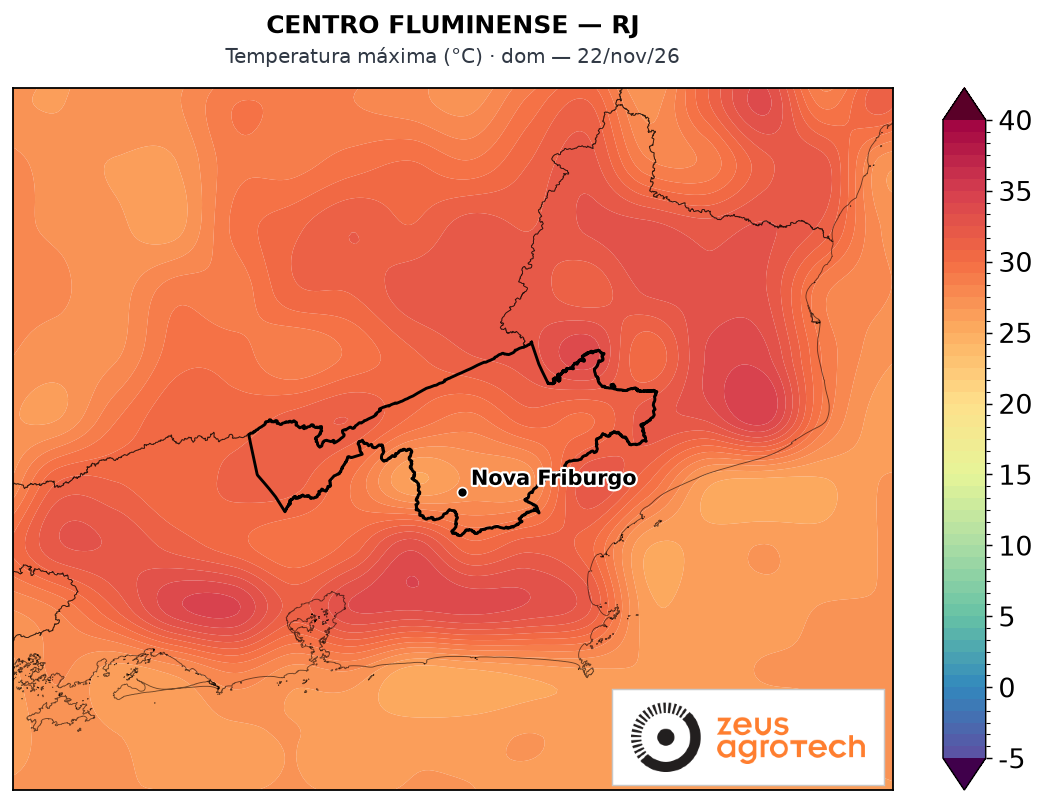 CENTRO FLUMINENSE — RJ
Temperatura máxima (°C) · dom — 22/nov/26
40
35
30
25
20
15
10
5
0
-5
Nova Friburgo
zeus
agrotech